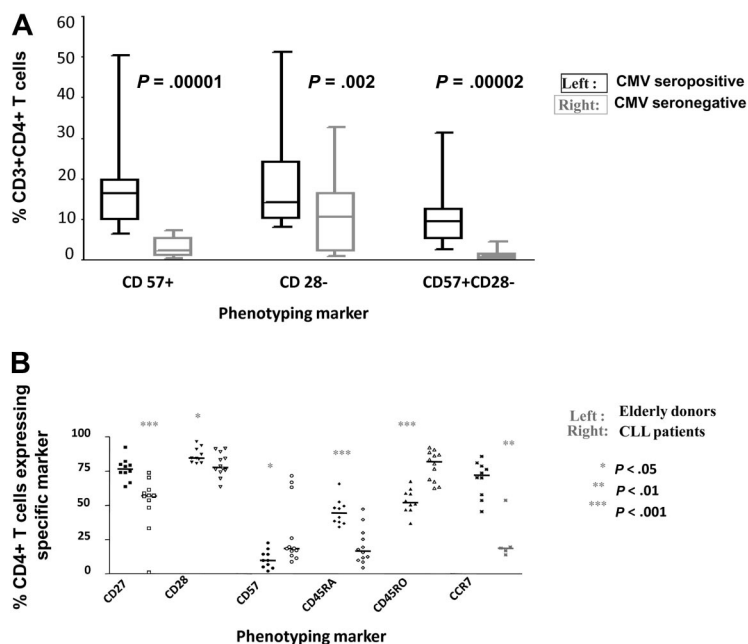 A
% CD3+CD4+ T cells
60
50
40
30
20
10
0
P = .00001
P = .002
P = .00002
Left : CMV seropositive
Right: CMV seronegative
CD 57+
CD 28-
CD57+CD28-
Phenotyping marker
B
% CD4+ T cells expressing
specific marker
100
75
50
25
0
***
*
*
***
***
**
Left : Elderly donors
Right: CLL patients
* P < .05
** P < .01
*** P < .001
CD27
CD28
CD57
CD45RA
CD45RO
CCR7
Phenotyping marker